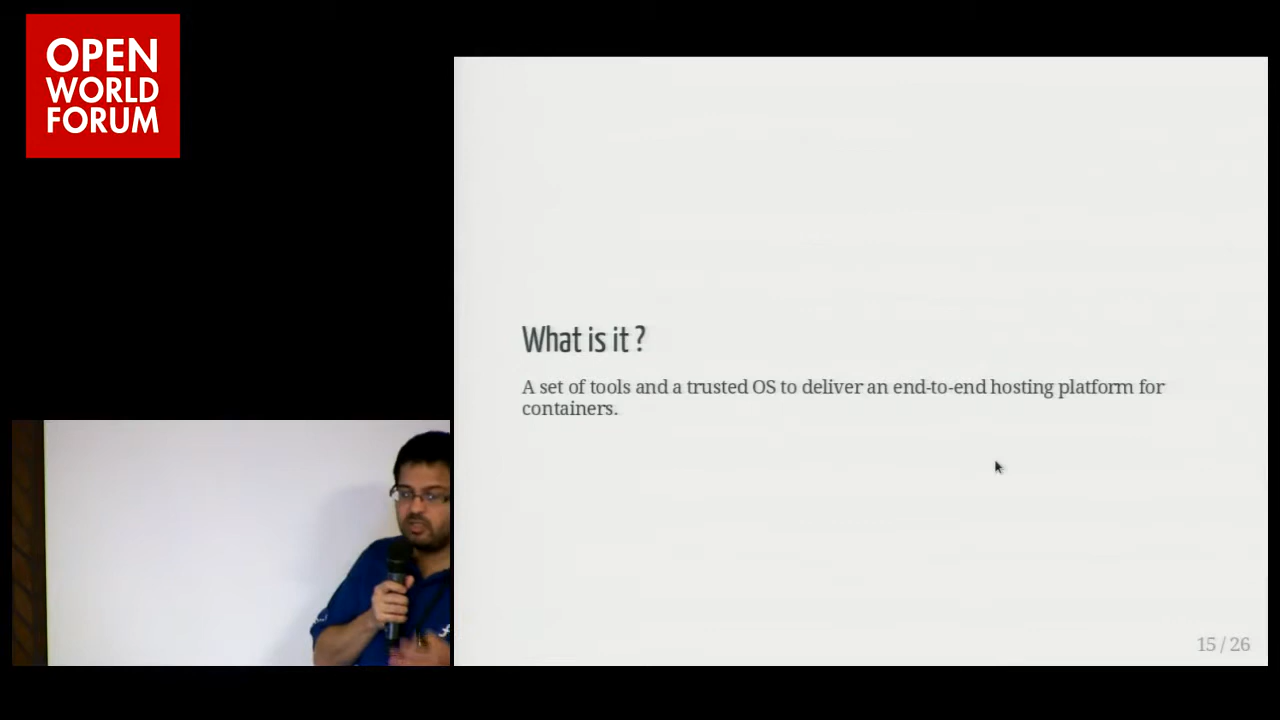 OPEN
WORLD
FORUM
What is it ?
A set of tools and a trusted OS to deliver an end-to-end hosting platform for
containers.
15 / 26